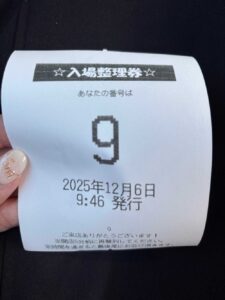 ☆入場整理券☆
あなたの番号は
9
2025年12月6日
9:46 発行
9
ご来店ありがとうございます!